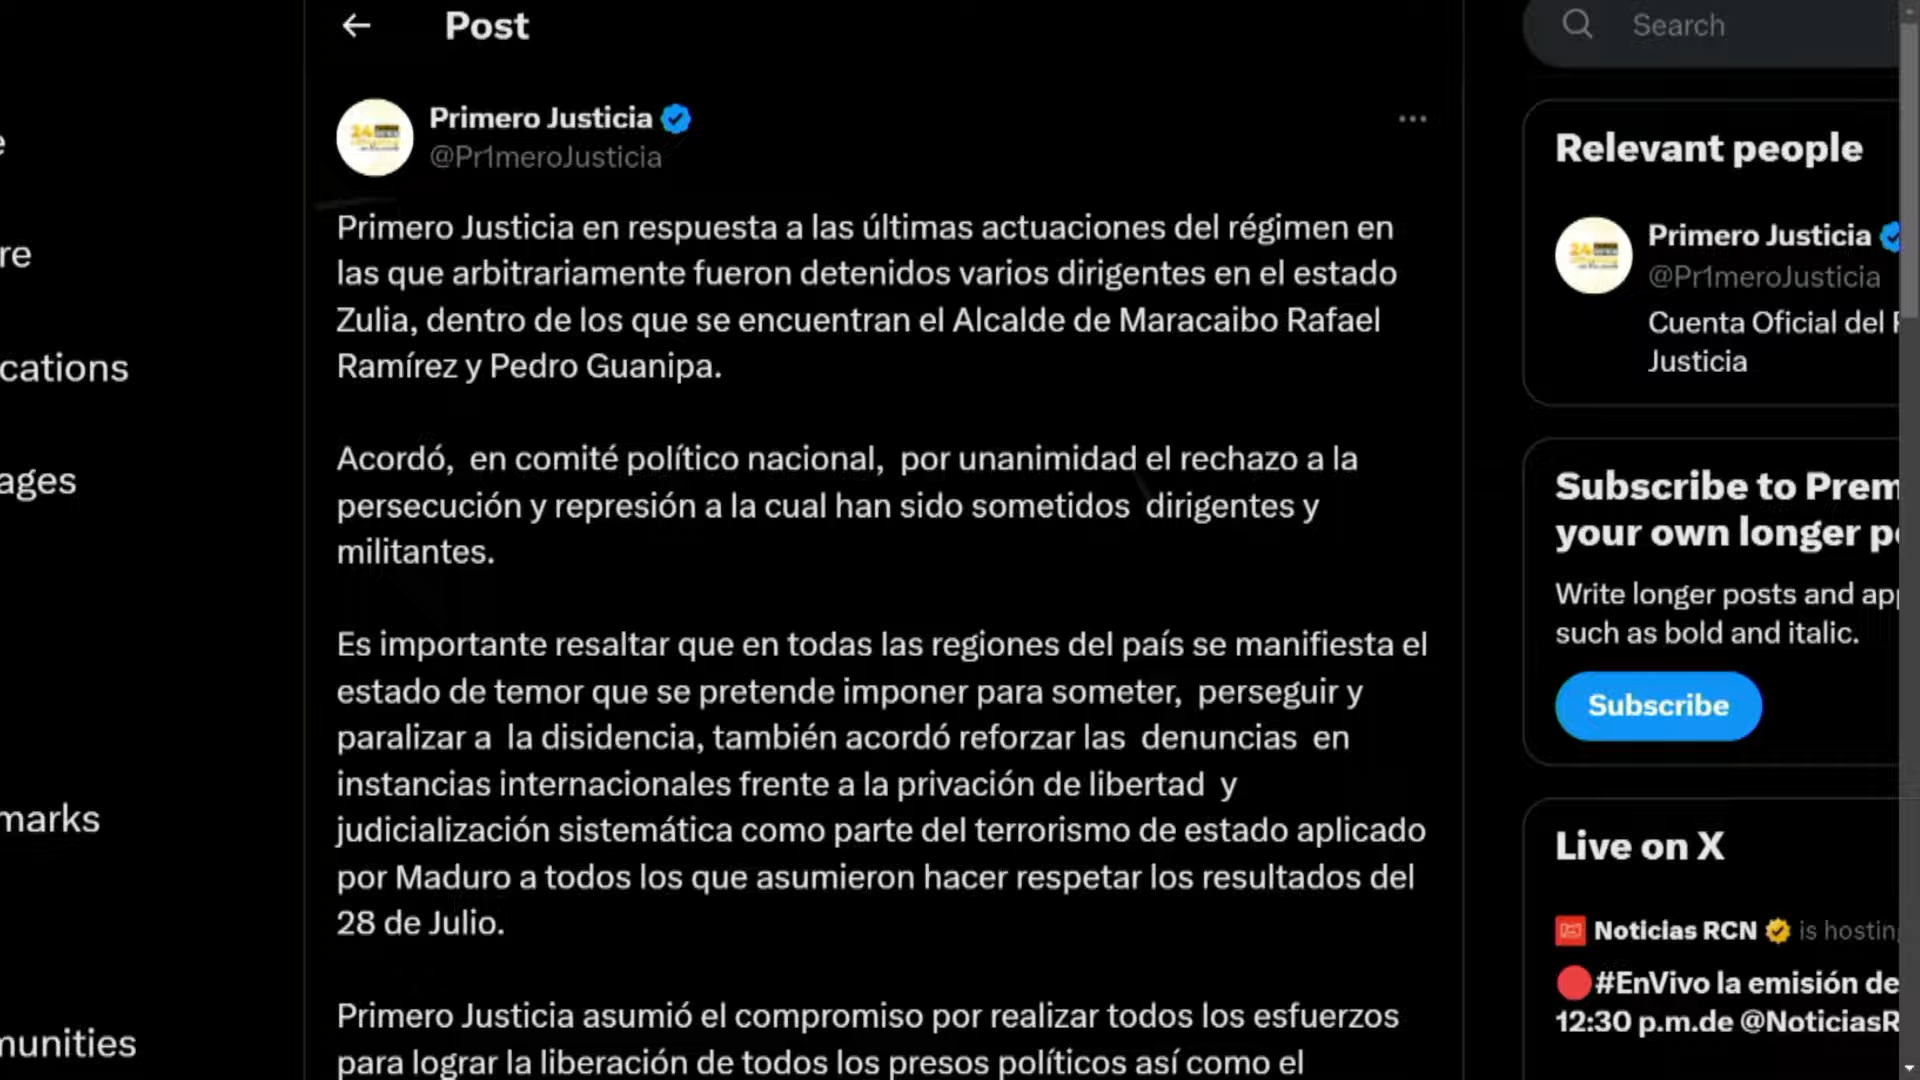 Post
Search
Primero Justicia
@Pr1meroJusticia
Primero Justicia en respuesta a las últimas actuaciones del régimen en
las que arbitrariamente fueron detenidos varios dirigentes en el estado
Zulia, dentro de los que se encuentran el Alcalde de Maracaibo Rafael
Ramírez y Pedro Guanipa.
Acordó, en comité político nacional, por unanimidad el rechazo a la
persecución y represión a la cual han sido sometidos dirigentes y
militantes.
Es importante resaltar que en todas las regiones del país se manifiesta el
estado de temor que se pretende imponer para someter, perseguir y
paralizar a la disidencia, también acordó reforzar las denuncias en
instancias internacionales frente a la privación de libertad y
judicialización sistemática como parte del terrorismo de estado aplicado
por Maduro a todos los que asumieron hacer respetar los resultados del
28 de Julio.
Primero Justicia asumió el compromiso por realizar todos los esfuerzos
para lograr la liberación de todos los presos políticos así como el
e
re
cations
ages
marks
munities
Relevant people
Primero Justicia
@Pr1meroJusticia
Cuenta Oficial del
Justicia
Subscribe to Prem
your own longer p
Write longer posts and ap
such as bold and italic.
Subscribe
Live on X
Noticias RCN is hostin
#EnVivo la emisión de
12:30 p.m.de @NoticiasR